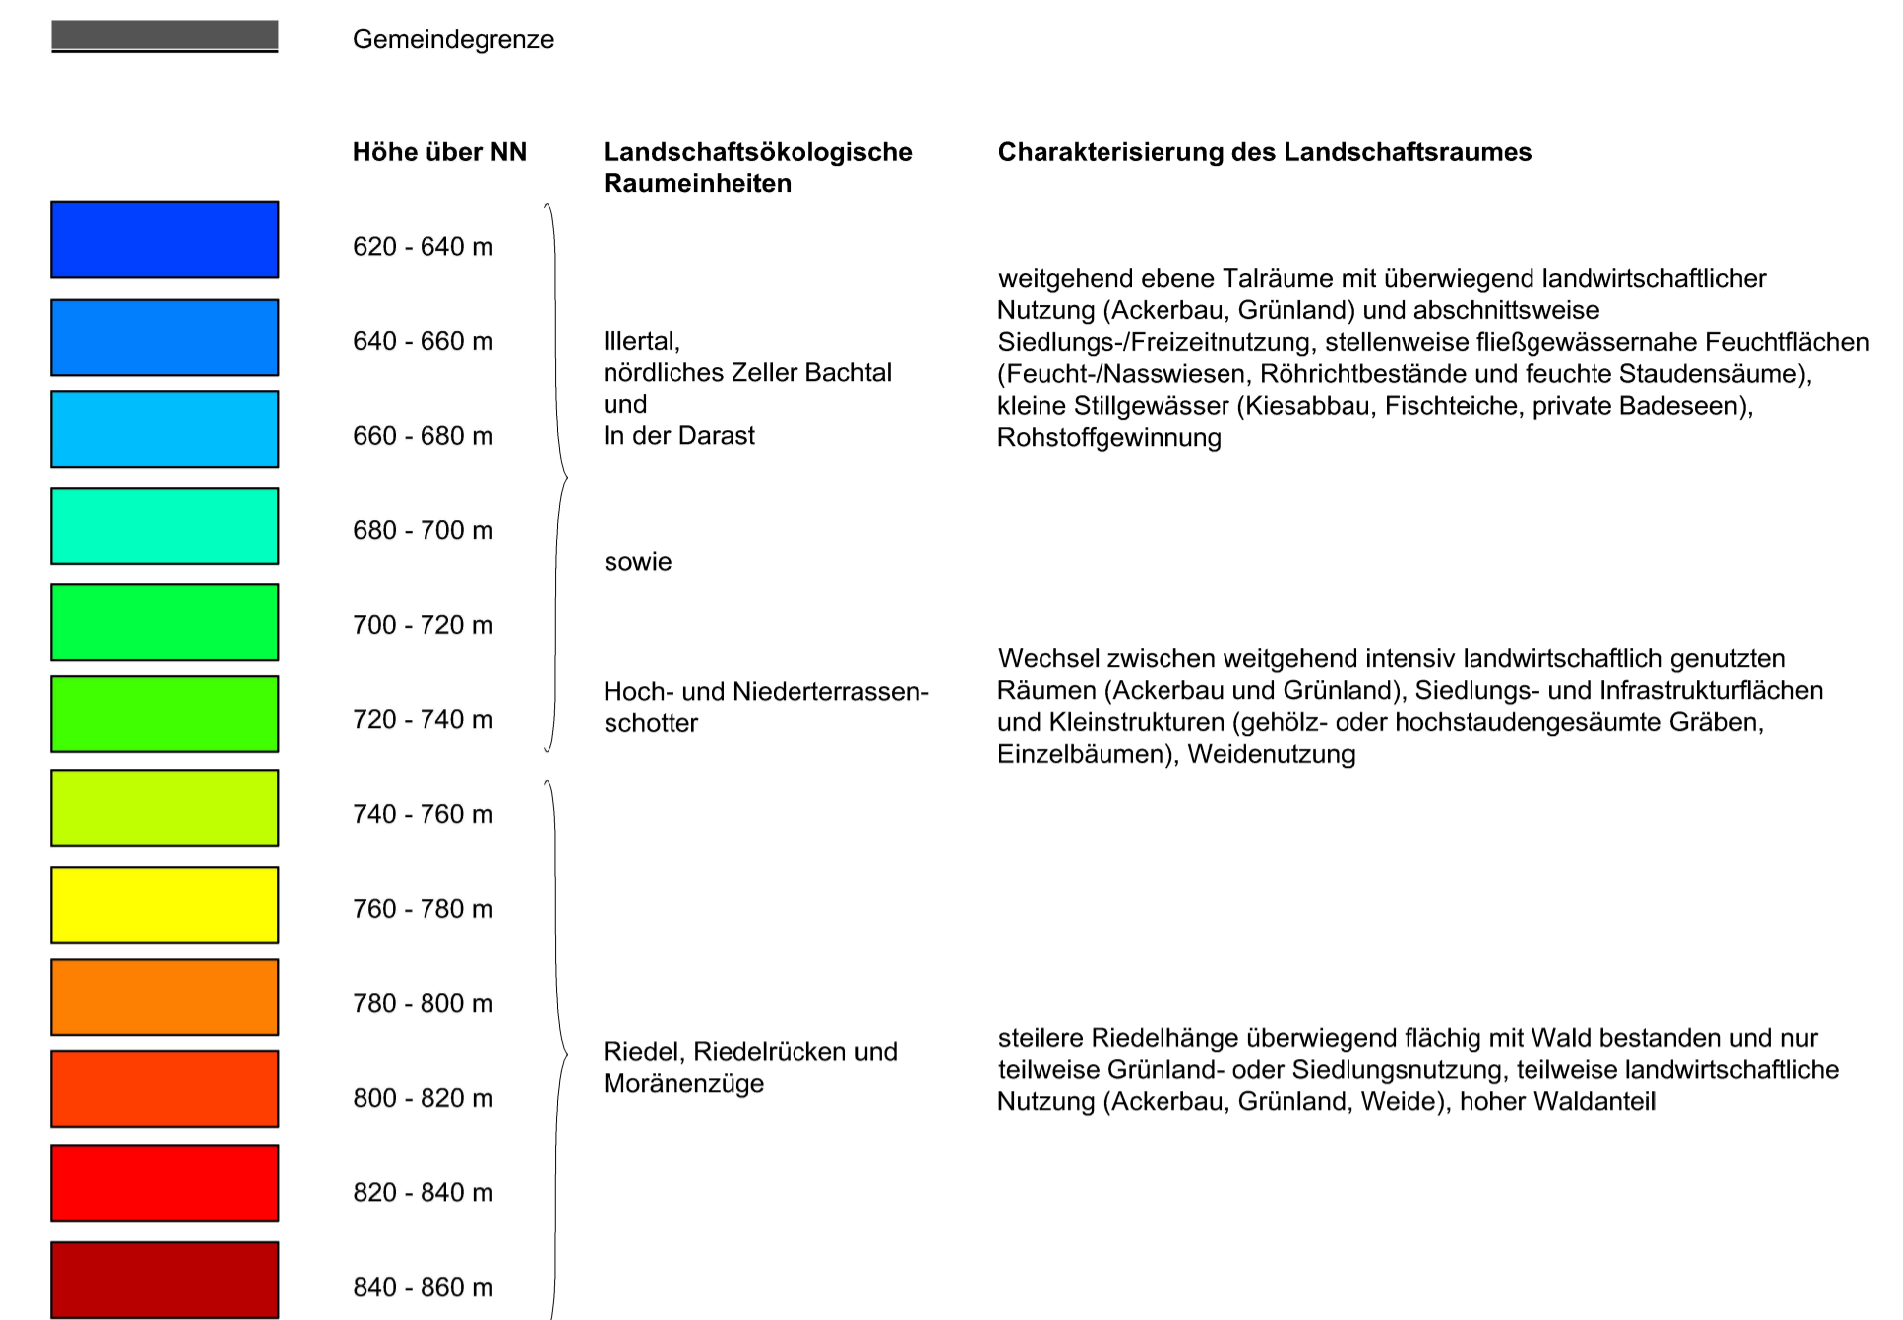 Gemeindegrenze
Höhe über NN
Landschaftsökologische
Raumeinheiten
Charakterisierung des Landschaftsraumes
620 - 640 m
640 - 660 m
660 - 680 m
680 - 700 m
700 - 720 m
720 - 740 m
Illertal,
nördliches Zeller Bachtal
und
In der Darast
sowie
Hoch- und Niederterrassen-
schotter
weitgehend ebene Talräume mit überwiegend landwirtschaftlicher
Nutzung (Ackerbau, Grünland) und abschnittsweise
Siedlungs-/Freizeitnutzung, stellenweise fließgewässernahe Feuchtflächen
(Feucht-/Nasswiesen, Röhrichtbestände und feuchte Staudensäume),
kleine Stillgewässer (Kiesabbau, Fischteiche, private Badeseen),
Rohstoffgewinnung
Wechsel zwischen weitgehend intensiv landwirtschaftlich genutzten
Räumen (Ackerbau und Grünland), Siedlungs- und Infrastrukturflächen
und Kleinstrukturen (gehölz- oder hochstaudengesäumte Gräben,
Einzelbäumen), Weidenutzung
740 - 760 m
760 - 780 m
780 - 800 m
800 - 820 m
820 - 840 m
840 - 860 m
Riedel, Riedelrücken und
Moränenzüge
steilere Riedelhänge überwiegend flächig mit Wald bestanden und nur
teilweise Grünland- oder Siedlungsnutzung, teilweise landwirtschaftliche
Nutzung (Ackerbau, Grünland, Weide), hoher Waldanteil